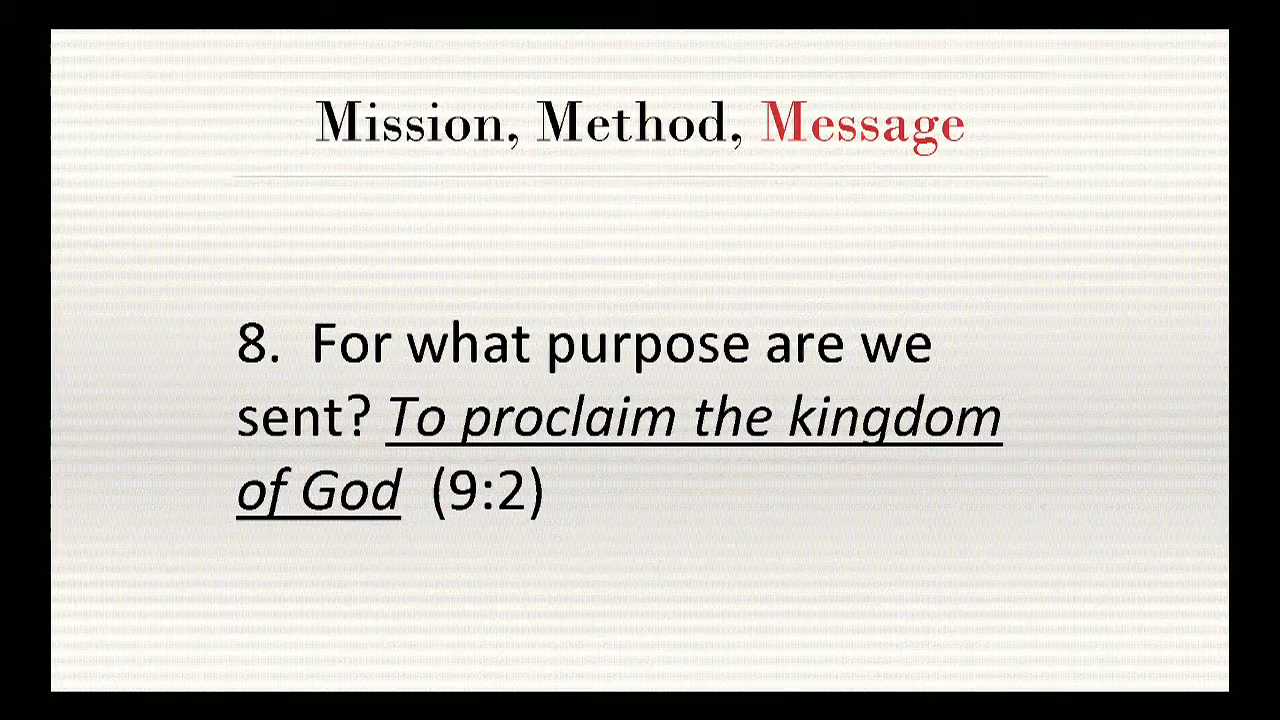 Mission, Method, Message
8. For what purpose are we
sent? To proclaim the kingdom
of God (9:2)